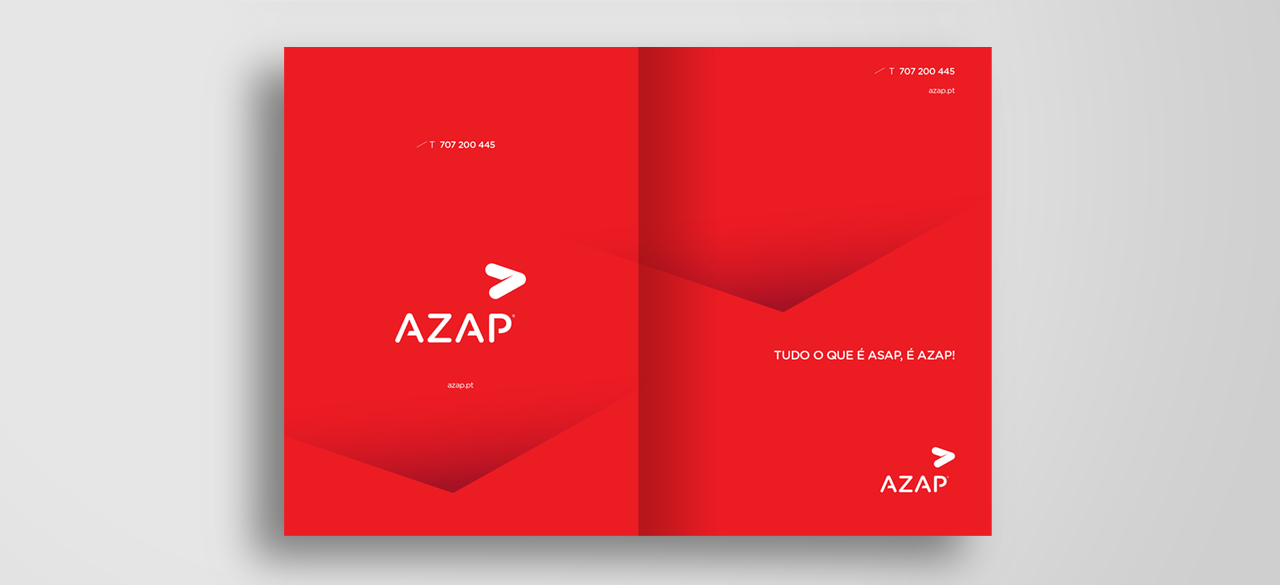 T 707 200 445
AZAP®
azap.pt
T 707 200 445
azap.pt
TUDO O QUE É ASAP, É AZAP!
AZAP